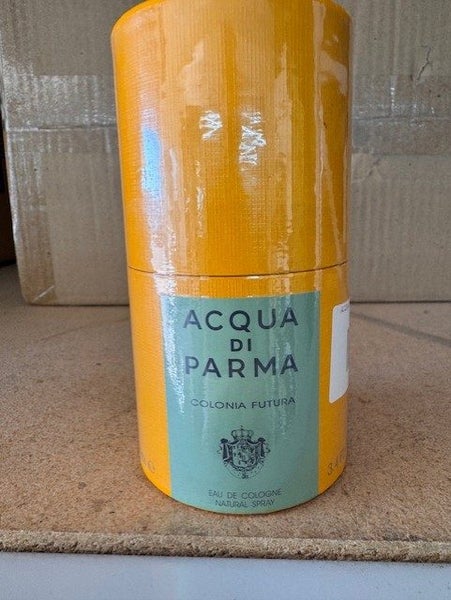 ACQUA
DI
PARMA
COLONIA FUTURA
EAU DE COLOGNE
NATURAL SPRAY